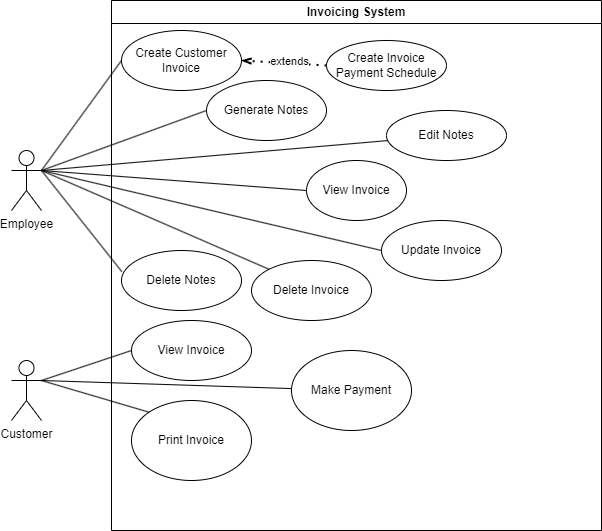 Invoicing System
Create Customer
Invoice
extends
Create Invoice
Payment Schedule
Generate Notes
Edit Notes
View Invoice
Employee
Update Invoice
Delete Notes
Delete Invoice
View Invoice
Make Payment
Customer
Print Invoice